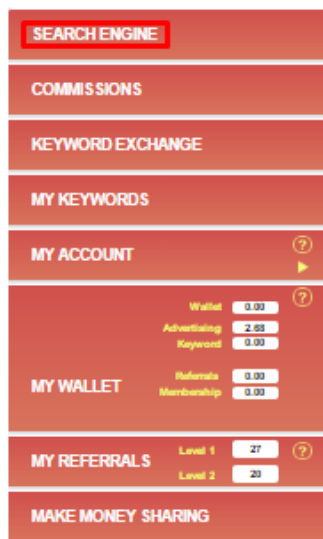 SEARCH ENGINE
COMMISSIONS
KEYWORD EXCHANGE
MY KEYWORDS
MY ACCOUNT ?
Wallet 0.00 ?
Advertising 2.68
Keyword 0.00
MY WALLET
Referrals 0.00
Membership 0.00
MY REFERRALS
Level 1 27 ?
Level 2 20
MAKE MONEY SHARING